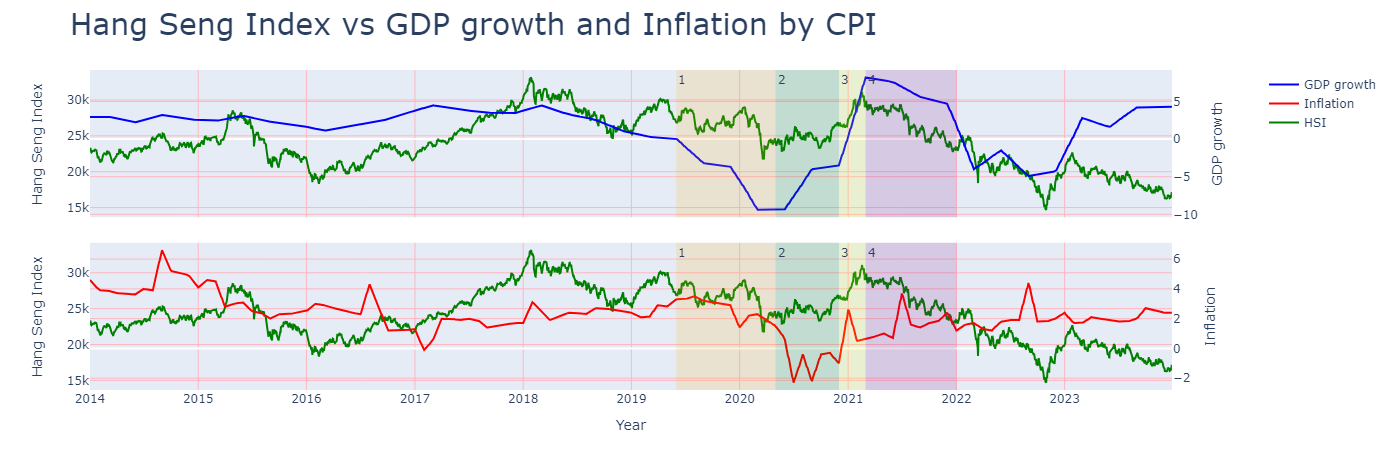 Hang Seng Index vs GDP growth and Inflation by CPI
1 2 3 4
30k
25k
20k
15k
Hang Seng Index
5
0
−5
−10
GDP growth
GDP growth
Inflation
HSI
1 2 3 4
30k
25k
20k
15k
Hang Seng Index
6
4
2
0
−2
Inflation
2014 2015 2016 2017 2018 2019 2020 2021 2022 2023
Year